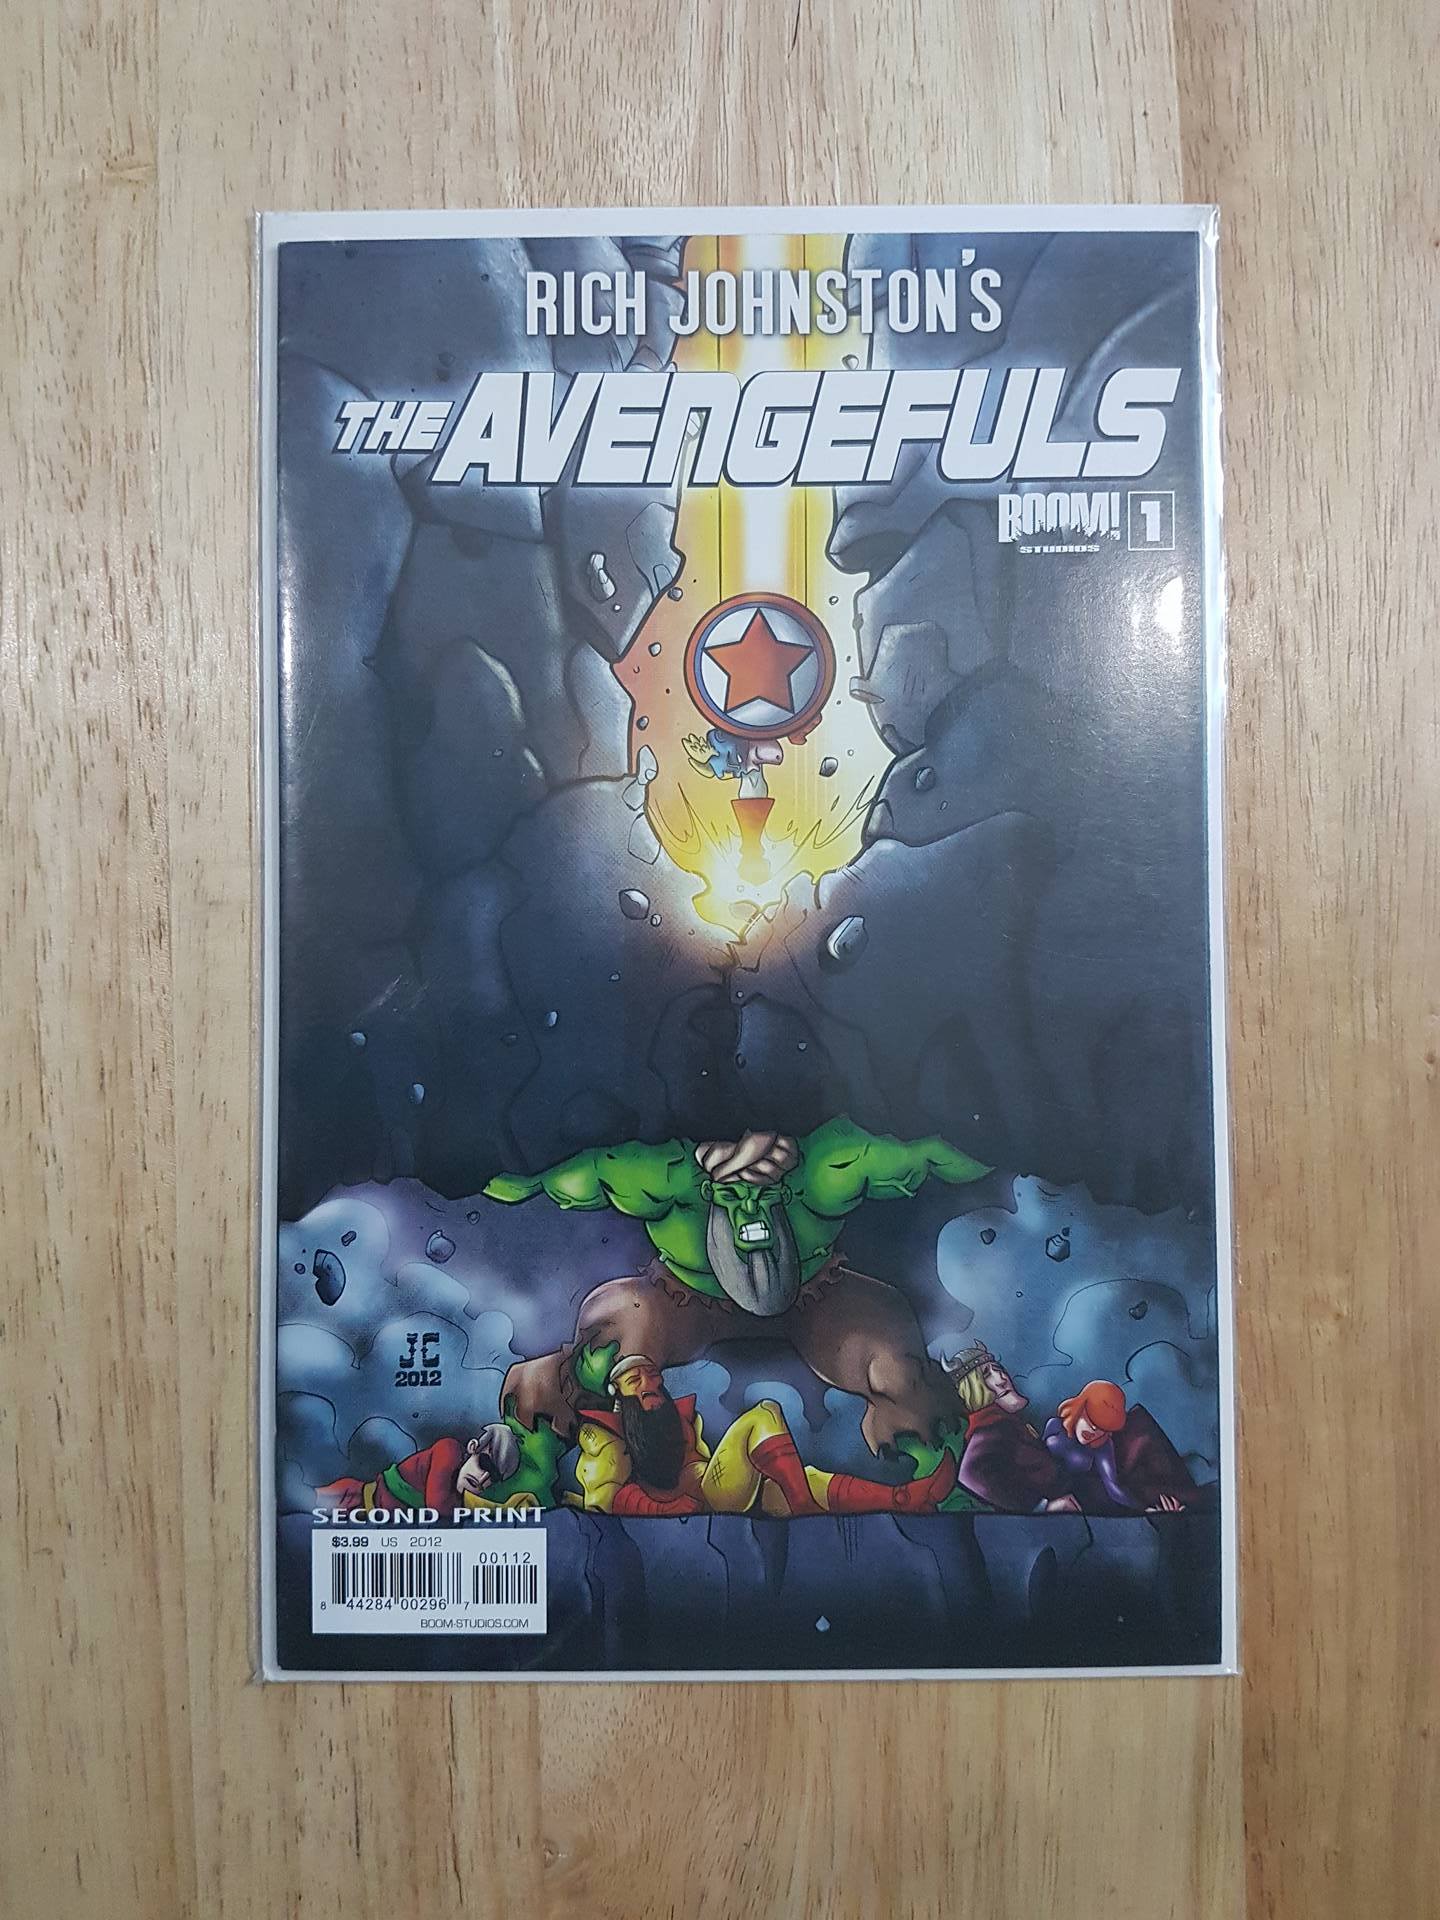 RICH JOHNSTON'S
THE AVENGEFULS
BOOM! STUDIOS 1
JC
2012
SECOND PRINT
$3.99 US 2012
00112
8 44284 00296 7
BOOM-STUDIOS.COM